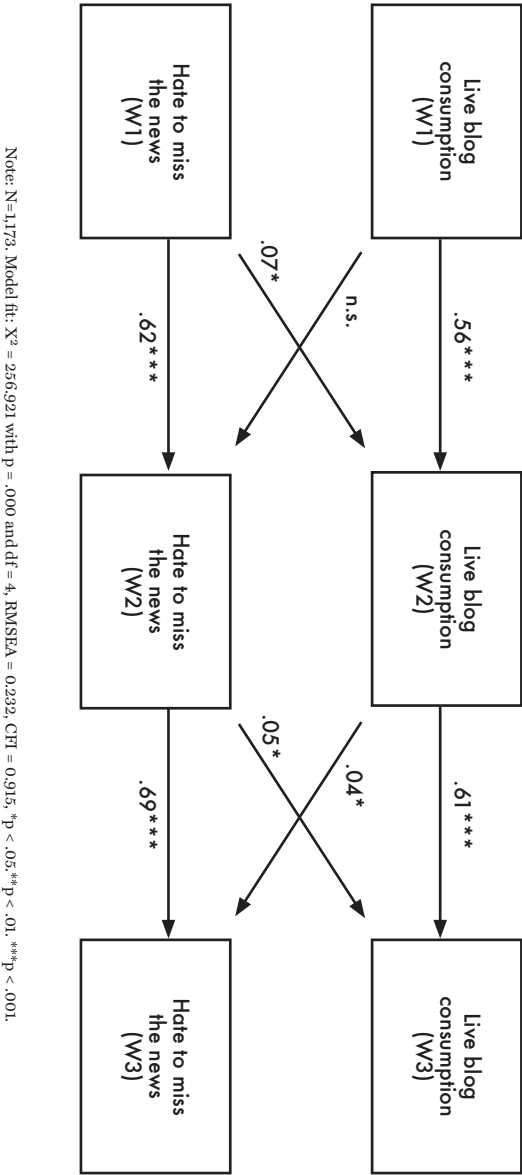 Live blog
consumption
(W1)
.56***
Live blog
consumption
(W2)
.61***
Live blog
consumption
(W3)
n.s.
.07*
.04*
.05*
Hate to miss
the news
(W1)
.62***
Hate to miss
the news
(W2)
.69***
Hate to miss
the news
(W3)
Note: N=1,173. Model fit: X² = 256.921 with p = .000 and df = 4, RMSEA = 0.232, CFI = 0.915, *p < .05.**p < .01. ***p < .001.